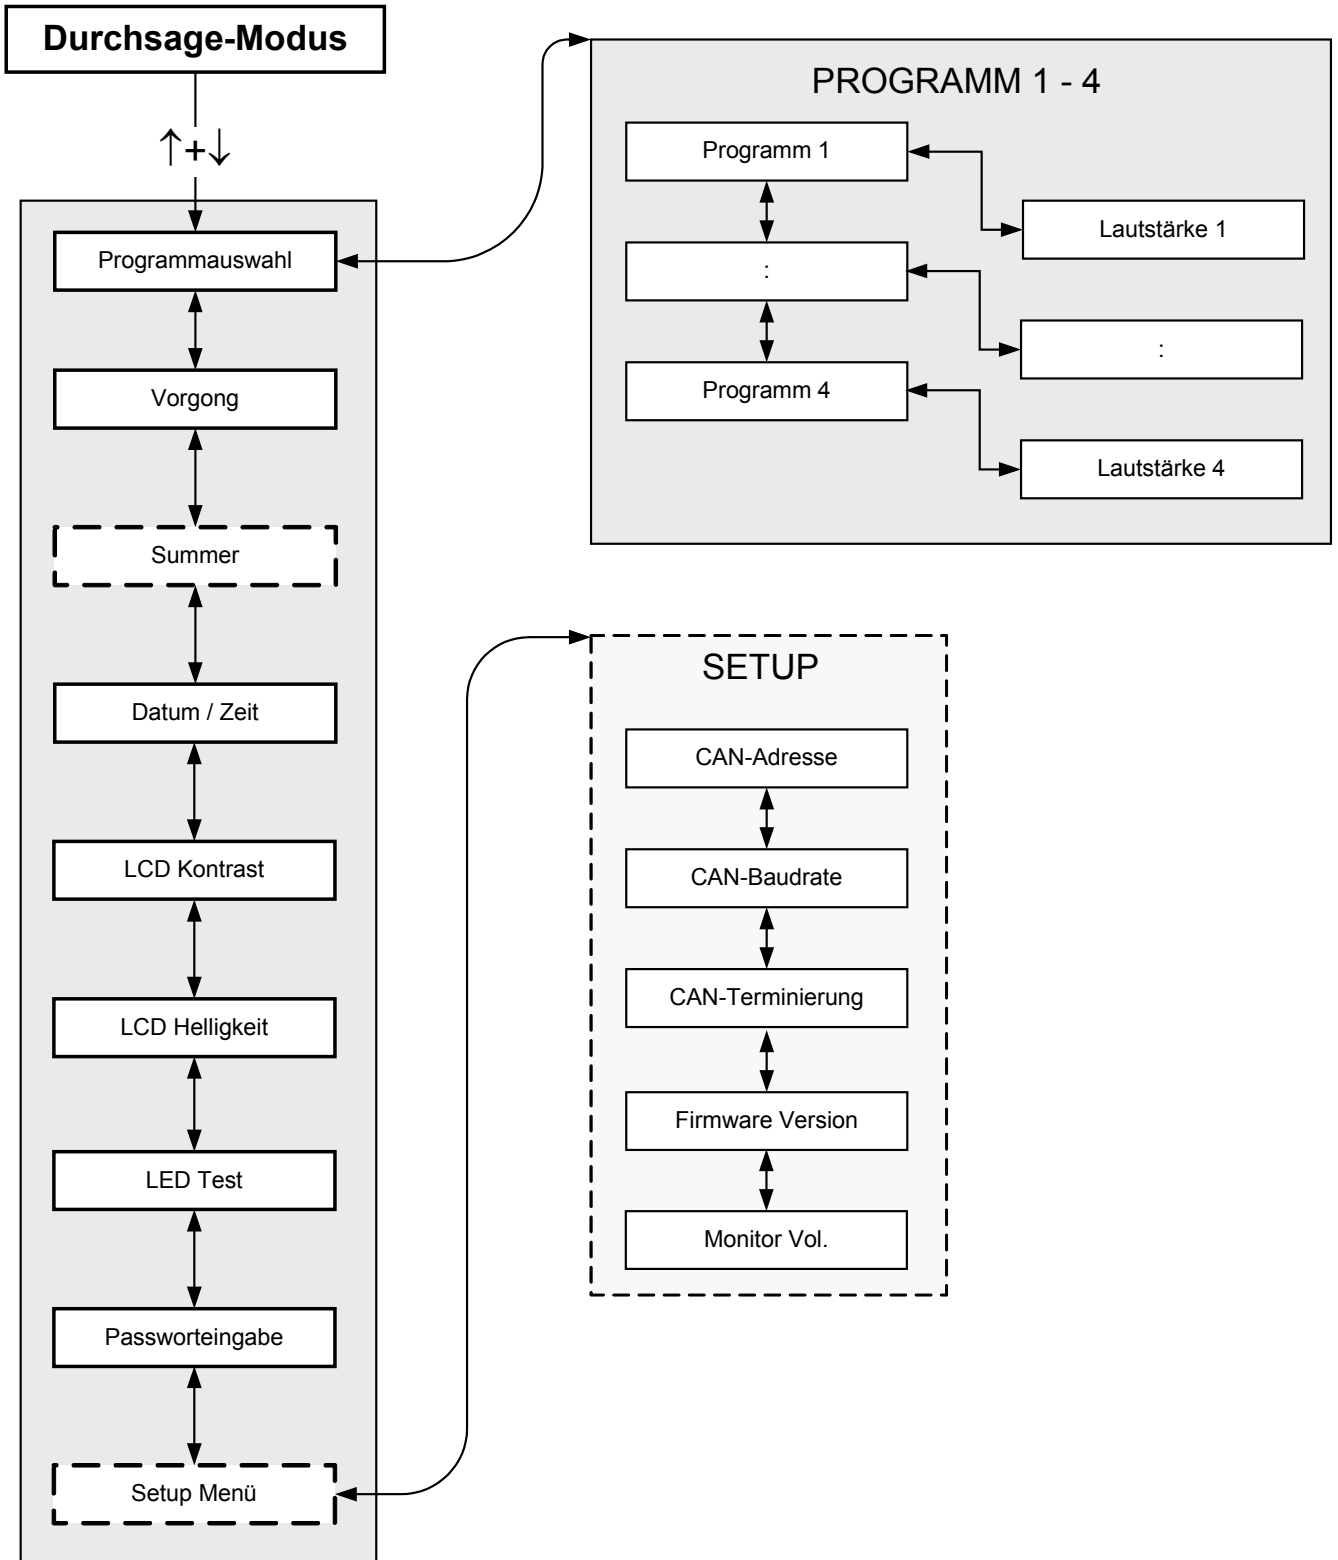 Durchsage-Modus
↑+↓
Programmauswahl
Vorgong
Summer
Datum / Zeit
LCD Kontrast
LCD Helligkeit
LED Test
Passworteingabe
Setup Menü
PROGRAMM 1 - 4
Programm 1
Lautstärke 1
:
:
Programm 4
Lautstärke 4
SETUP
CAN-Adresse
CAN-Baudrate
CAN-Terminierung
Firmware Version
Monitor Vol.